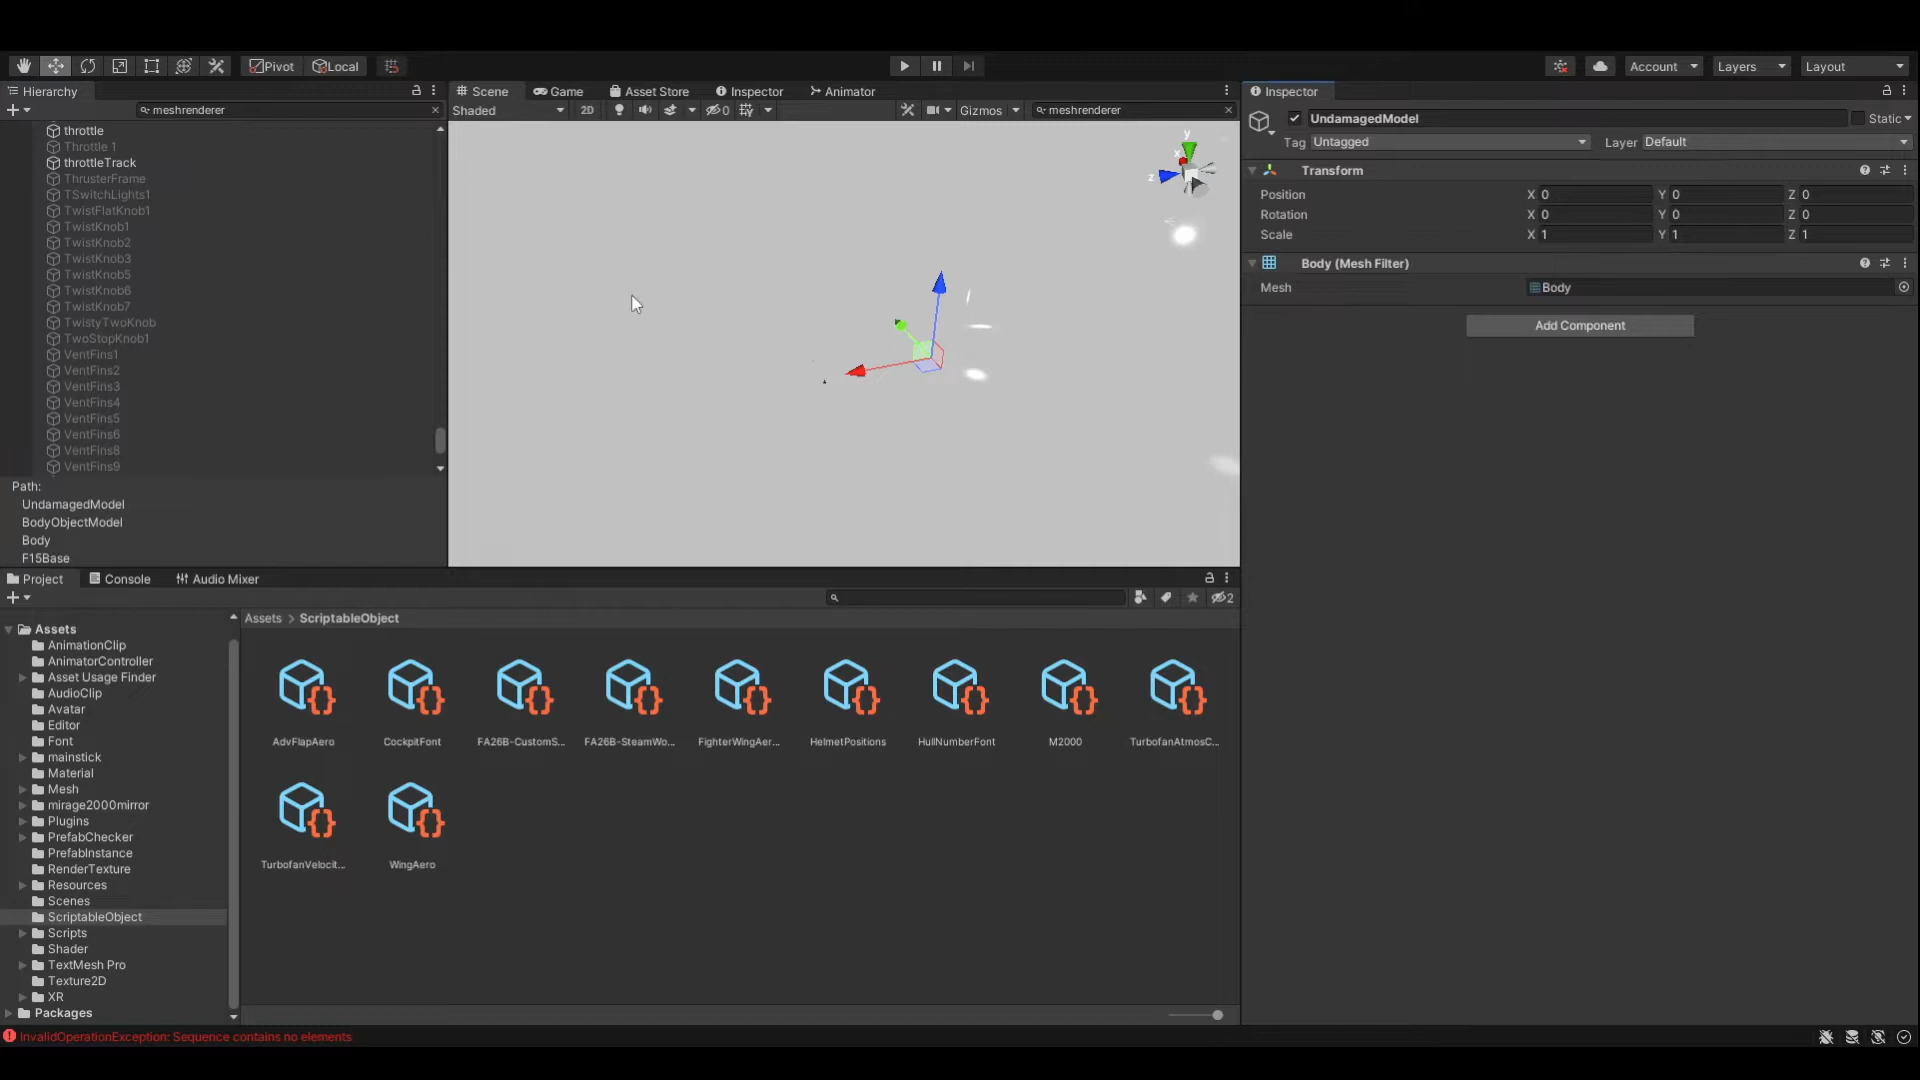 Pivot
Local
Account
Layers
Layout
Hierarchy
meshrenderer
throttle
Throttle 1
throttleTrack
ThrusterFrame
TSwitchLights1
TwistFlatKnob1
TwistKnob1
TwistKnob2
TwistKnob3
TwistKnob5
TwistKnob6
TwistKnob7
TwistyTwoKnob
TwoStopKnob1
VentFins1
VentFins2
VentFins3
VentFins4
VentFins5
VentFins6
VentFins8
VentFins9
Path:
UndamagedModel
BodyObjectModel
Body
F15Base
Scene
Game
Asset Store
Inspector
Animator
Shaded
2D
0
Gizmos
meshrenderer
y
x
z
Inspector
UndamagedModel
Static
Tag
Untagged
Layer
Default
Transform
Position
X 0
Y 0
Z 0
Rotation
X 0
Y 0
Z 0
Scale
X 1
Y 1
Z 1
Body (Mesh Filter)
Mesh
Body
Add Component
Project
Console
Audio Mixer
2
Assets
AnimationClip
AnimatorController
Asset Usage Finder
AudioClip
Avatar
Editor
Font
mainstick
Material
Mesh
mirage2000mirror
Plugins
PrefabChecker
PrefabInstance
RenderTexture
Resources
Scenes
ScriptableObject
Scripts
Shader
TextMesh Pro
Texture2D
XR
Packages
Assets > ScriptableObject
AdvFlapAero
CockpitFont
FA26B-CustomS...
FA26B-SteamWo...
FighterWingAer...
HelmetPositions
HullNumberFont
M2000
TurbofanAtmosC...
TurbofanVelocit...
WingAero
InvalidOperationException: Sequence contains no elements